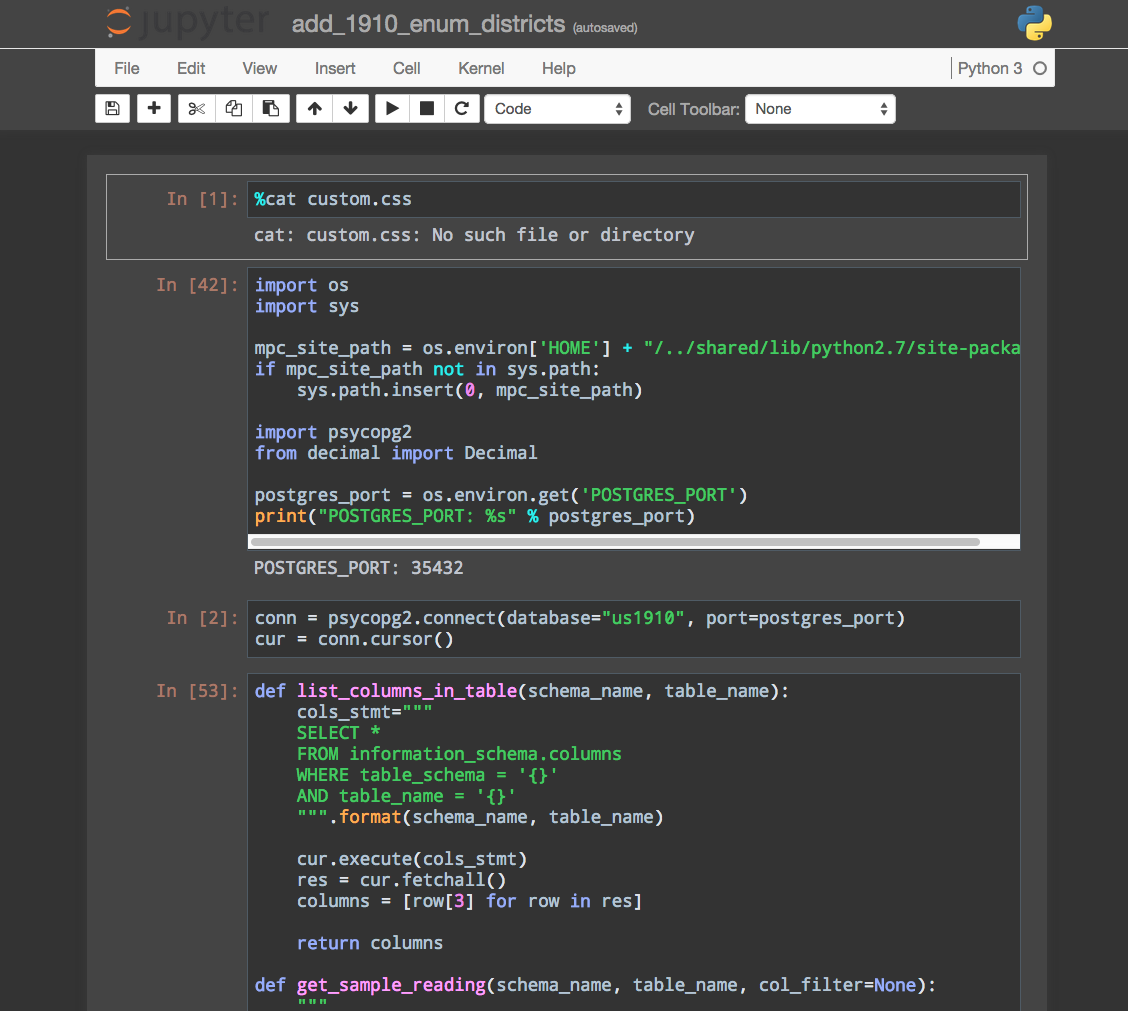 jupyter add_1910_enum_districts (autosaved)
File Edit View Insert Cell Kernel Help Python 3
Code Cell Toolbar: None
In [1]: %cat custom.css
cat: custom.css: No such file or directory
In [42]: import os
import sys
mpc_site_path = os.environ['HOME'] + "/../shared/lib/python2.7/site-packa
if mpc_site_path not in sys.path:
    sys.path.insert(0, mpc_site_path)
import psycopg2
from decimal import Decimal
postgres_port = os.environ.get('POSTGRES_PORT')
print("POSTGRES_PORT: %s" % postgres_port)
POSTGRES_PORT: 35432
In [2]: conn = psycopg2.connect(database="us1910", port=postgres_port)
cur = conn.cursor()
In [53]: def list_columns_in_table(schema_name, table_name):
    cols_stmt="""
    SELECT *
    FROM information_schema.columns
    WHERE table_schema = '{}'
    AND table_name = '{}'
    """.format(schema_name, table_name)
    cur.execute(cols_stmt)
    res = cur.fetchall()
    columns = [row[3] for row in res]
    return columns
def get_sample_reading(schema_name, table_name, col_filter=None):
    """